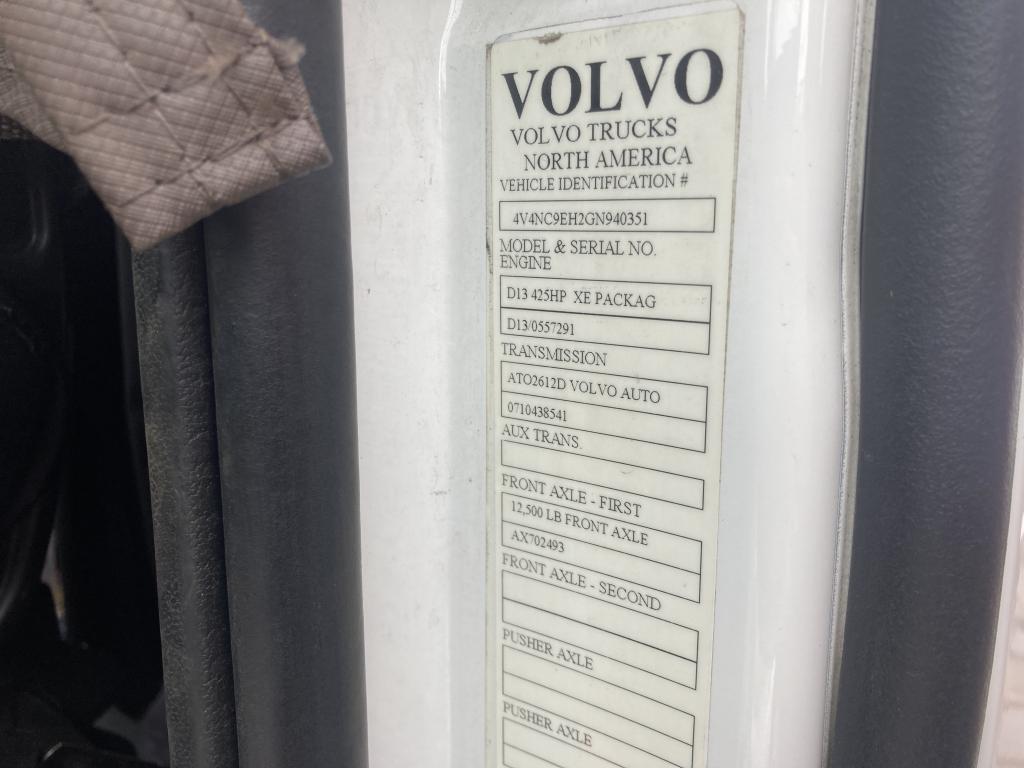 VOLVO
VOLVO TRUCKS
NORTH AMERICA
VEHICLE IDENTIFICATION #
4V4NC9EH2GN940351
MODEL & SERIAL NO.
ENGINE
D13 425HP XE PACKAG
D13/0557291
TRANSMISSION
ATO2612D VOLVO AUTO
0710438541
AUX TRANS.
FRONT AXLE - FIRST
12,500 LB FRONT AXLE
AX702493
FRONT AXLE - SECOND
PUSHER AXLE
PUSHER AXLE